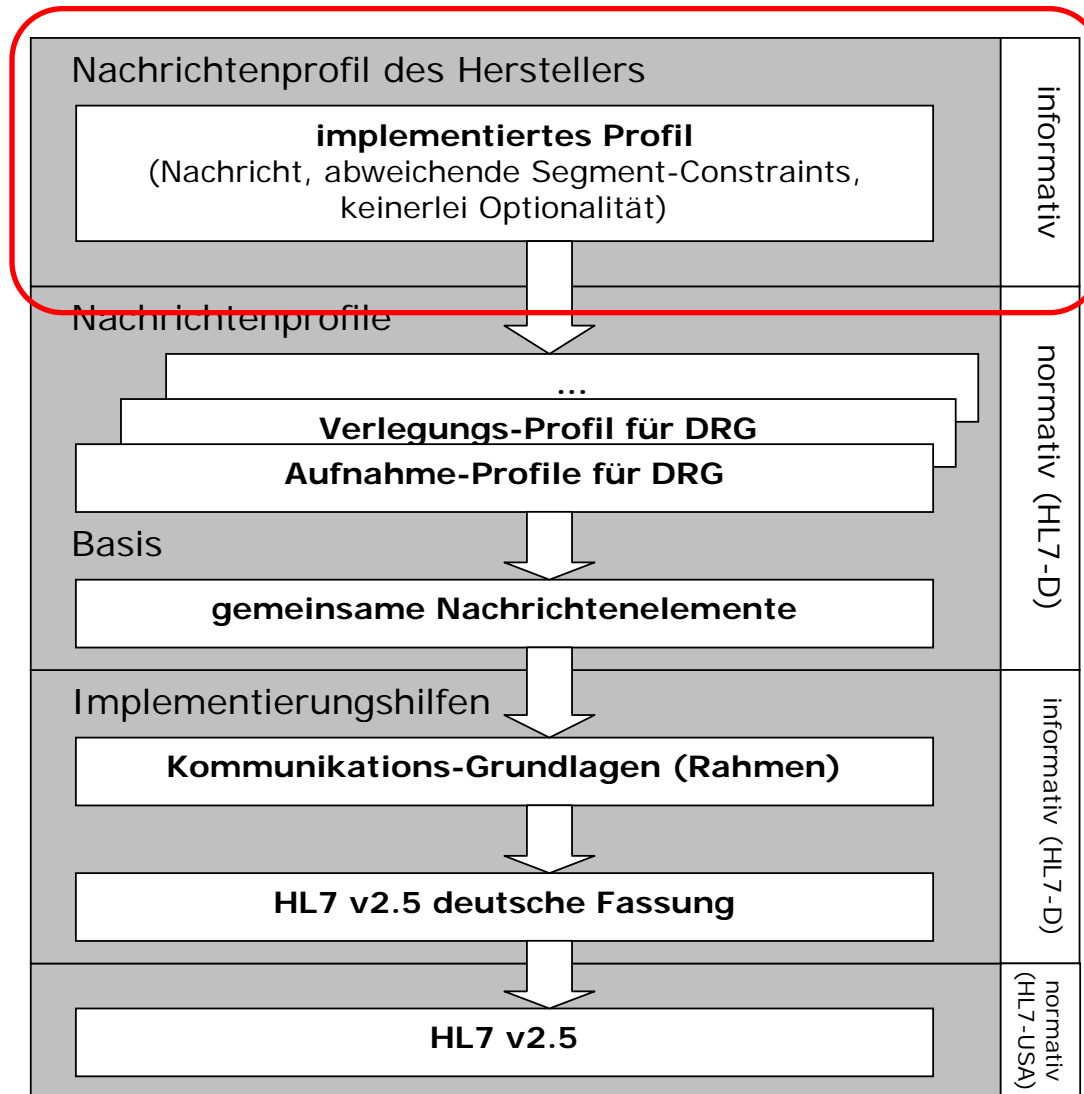 Nachrichtenprofil des Herstellers
implementiertes Profil
(Nachricht, abweichende Segment-Constraints,
keinerlei Optionalität)
informativ
Nachrichtenprofile
...
Verlegungs-Profil für DRG
Aufnahme-Profile für DRG
Basis
gemeinsame Nachrichtenelemente
normativ (HL7-D)
Implementierungshilfen
Kommunikations-Grundlagen (Rahmen)
HL7 v2.5 deutsche Fassung
informativ (HL7-D)
HL7 v2.5
normativ
(HL7-USA)